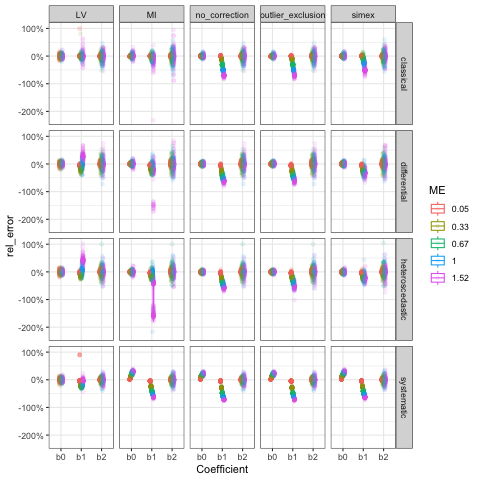 LV MI no_correction outlier_exclusion simex
100%
0%
-100%
-200%
classical
100%
0%
-100%
-200%
differential
100%
0%
-100%
-200%
heteroscedastic
100%
0%
-100%
-200%
systematic
b0 b1 b2 b0 b1 b2 b0 b1 b2 b0 b1 b2 b0 b1 b2
Coefficient
rel_error
ME
0.05
0.33
0.67
1
1.52